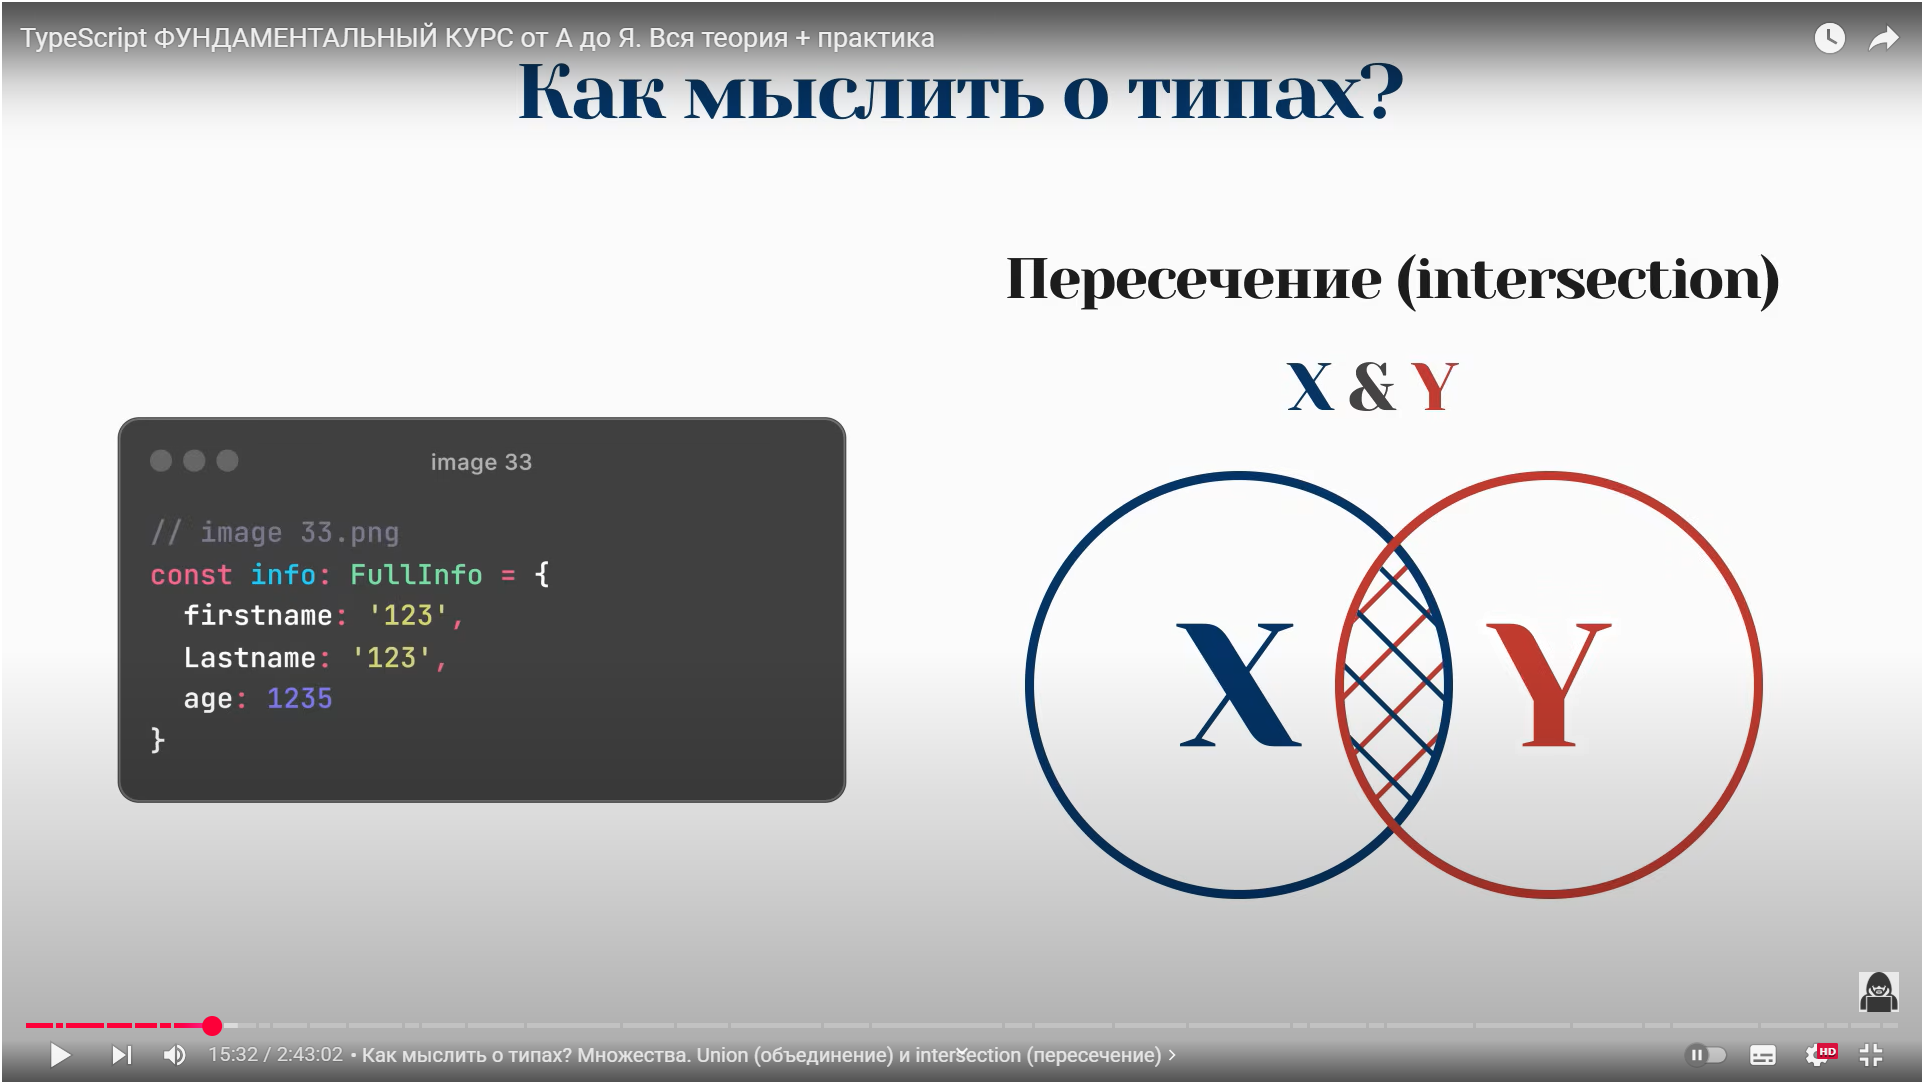 TypeScript ФУНДАМЕНТАЛЬНЫЙ КУРС от А до Я. Вся теория + практика
Как мыслить о типах?
Пересечение (intersection)
X & Y
image 33
// image 33.png
const info: FullInfo = {
firstname: '123',
Lastname: '123',
age: 1235
}
X
Y
15:32 / 2:43:02 • Как мыслить о типах? Множества. Union (объединение) и intersection (пересечение)
HD